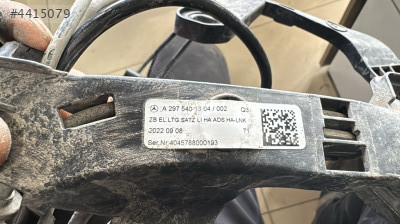 #4415079
A 297 540 13 04 / 002 Q3
ZB EL.LTG.SATZ LI HA ADS HA-LNK
2022 09 08
Ser.Nr:4045788000193